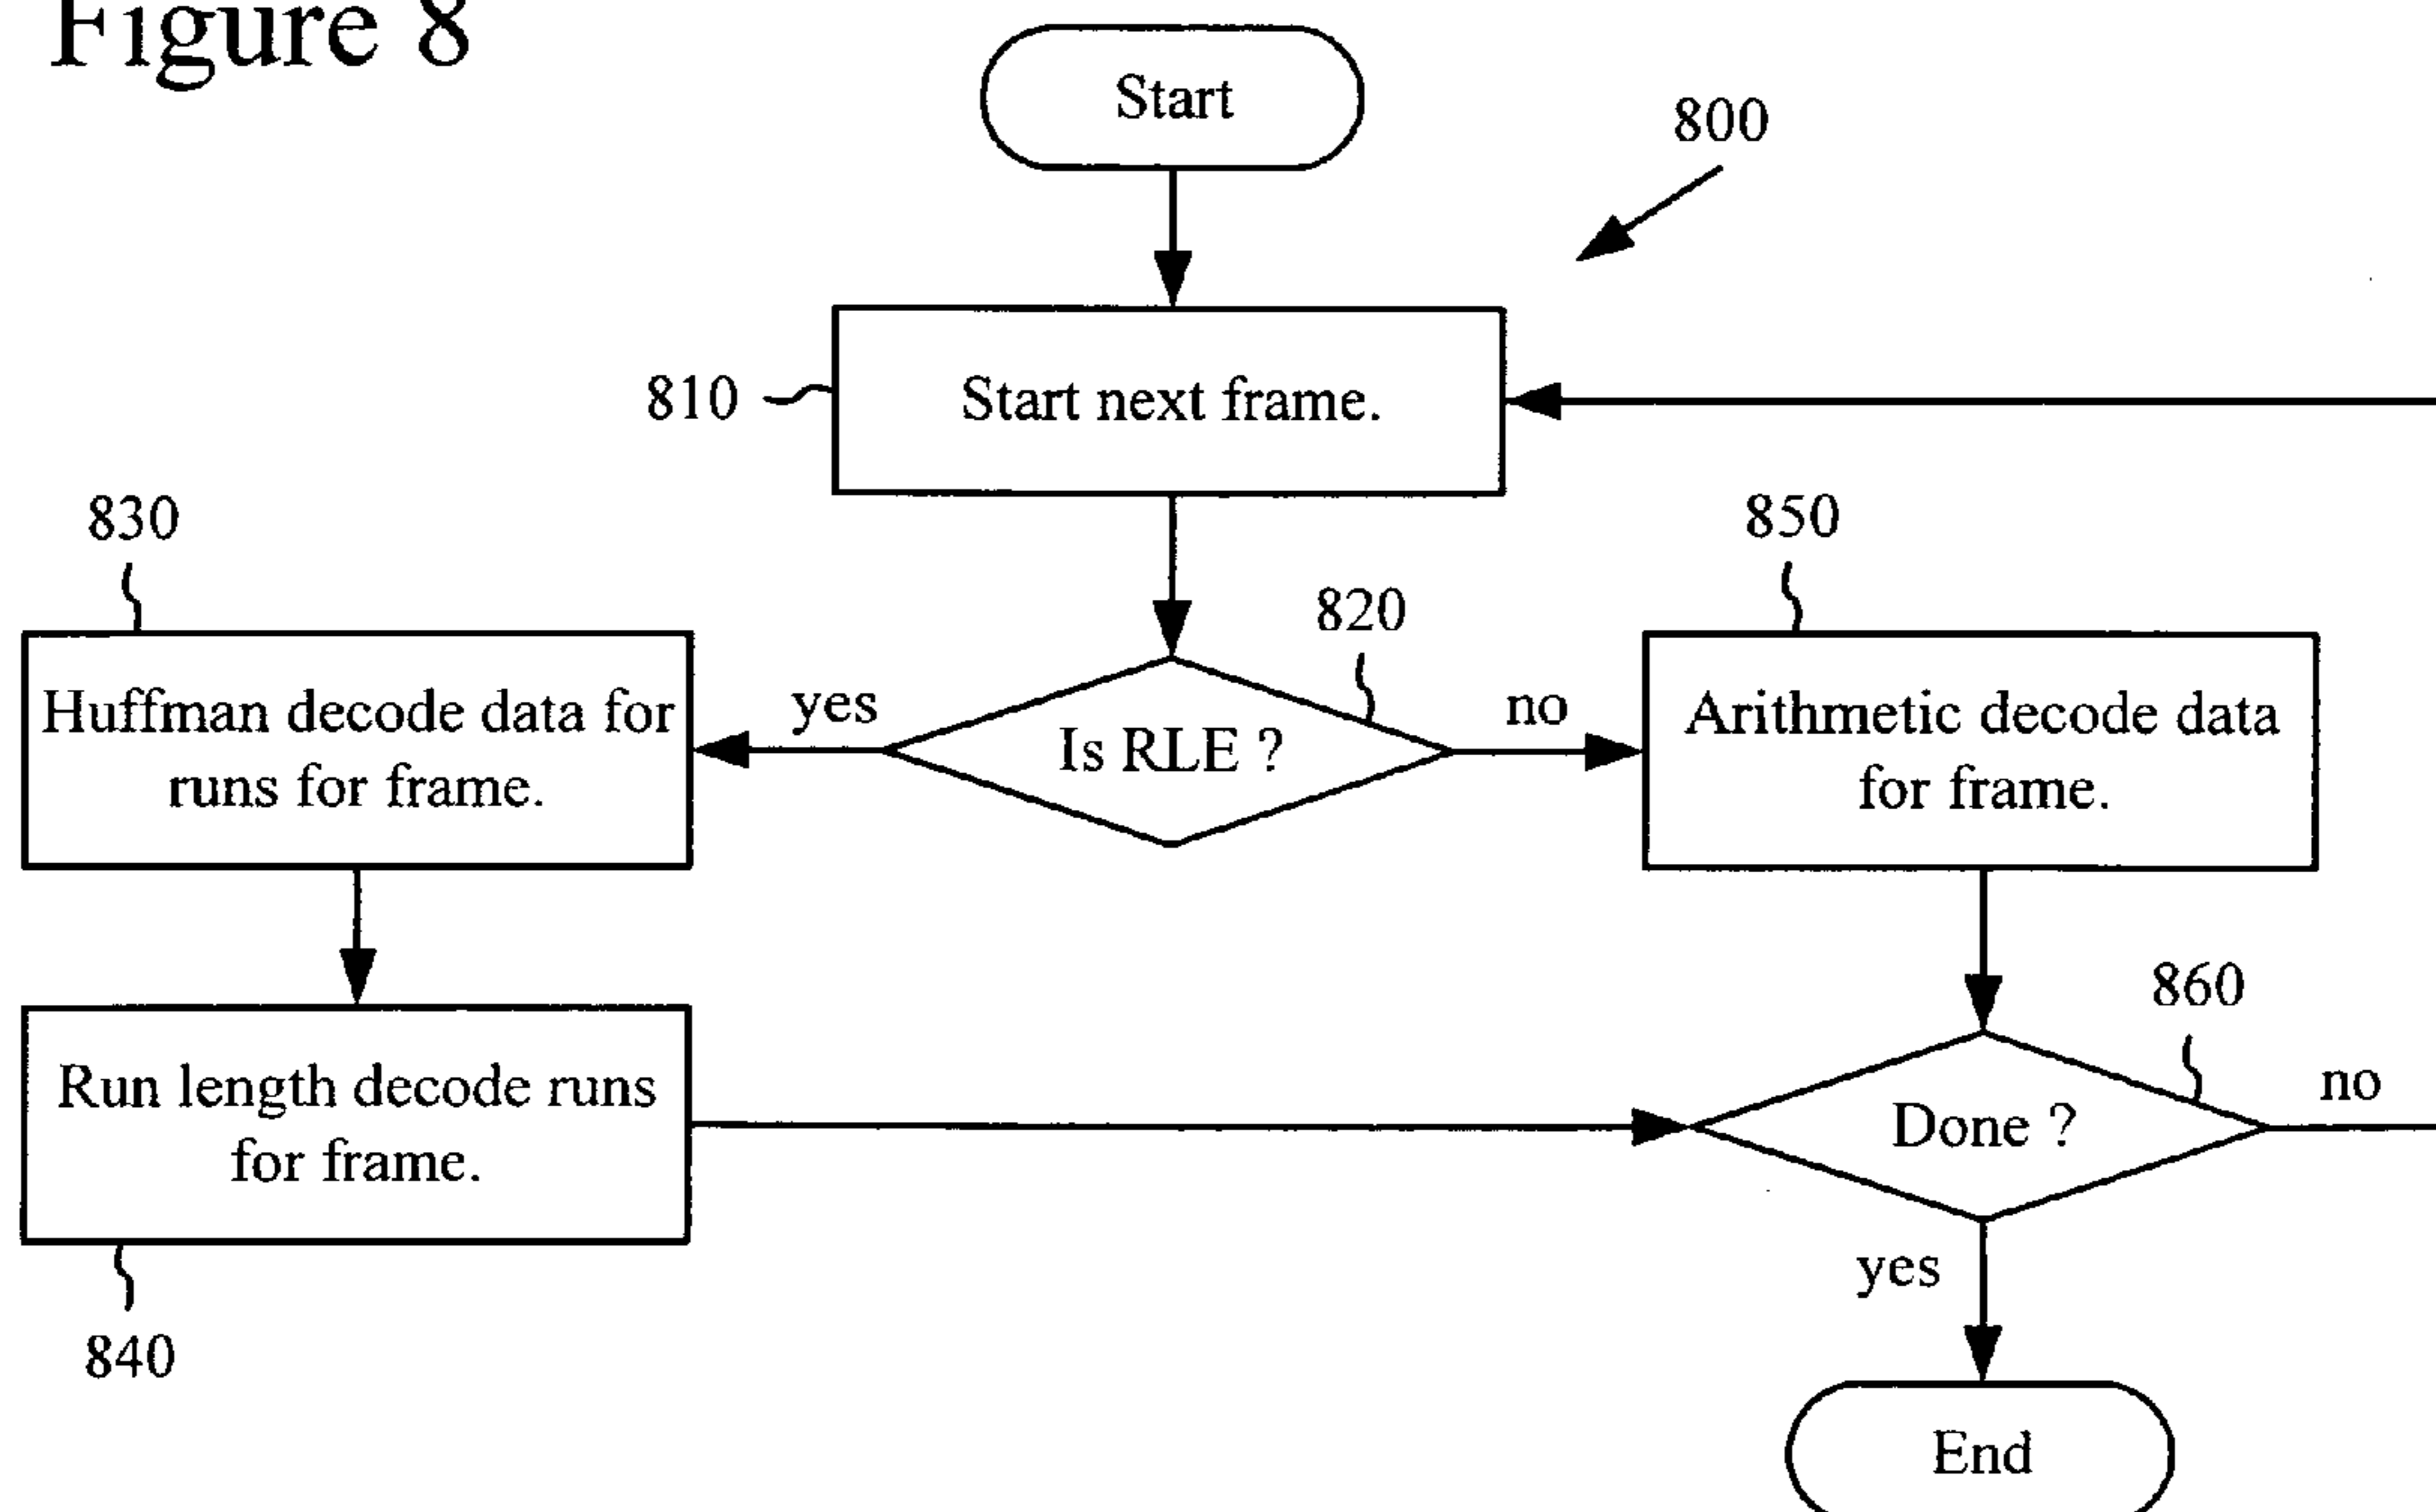 Figure 8
Start
800
810
Start next frame.
830
850
820
Huffman decode data for
runs for frame.
yes
Is RLE ?
no
Arithmetic decode data
for frame.
860
Run length decode runs
for frame.
Done ?
no
yes
840
End